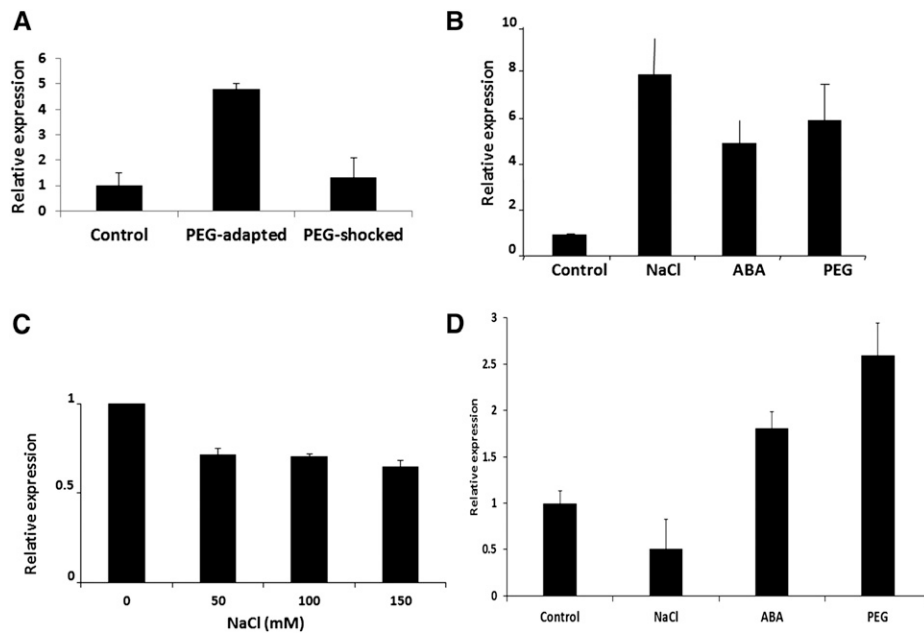 A
Relative expression
6
5
4
3
2
1
0
Control PEG-adapted PEG-shocked
B
Relative expression
10
8
6
4
2
0
Control NaCl ABA PEG
C
Relative expression
1
0.5
0
0 50 100 150
NaCl (mM)
D
Relative expression
3
2.5
2
1.5
1
0.5
0
Control NaCl ABA PEG